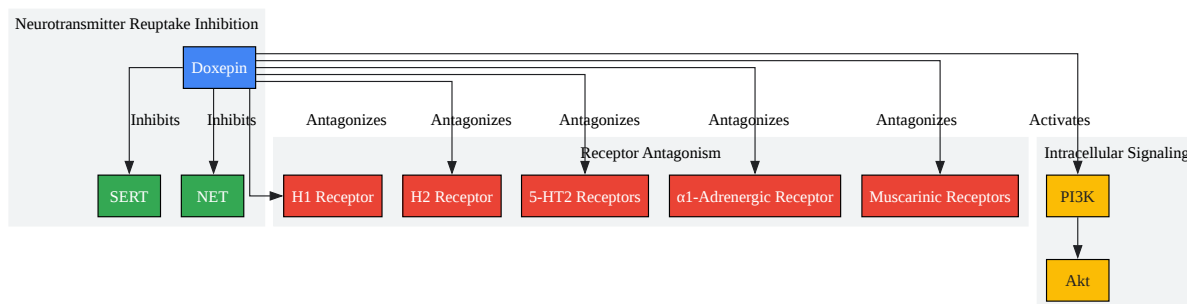 Neurotransmitter Reuptake Inhibition
Doxepin
Inhibits
Inhibits
Antagonizes
Antagonizes
Antagonizes
Antagonizes
Antagonizes
Activates
Receptor Antagonism
Intracellular Signaling
SERT
NET
H1 Receptor
H2 Receptor
5-HT2 Receptors
α1-Adrenergic Receptor
Muscarinic Receptors
PI3K
Akt